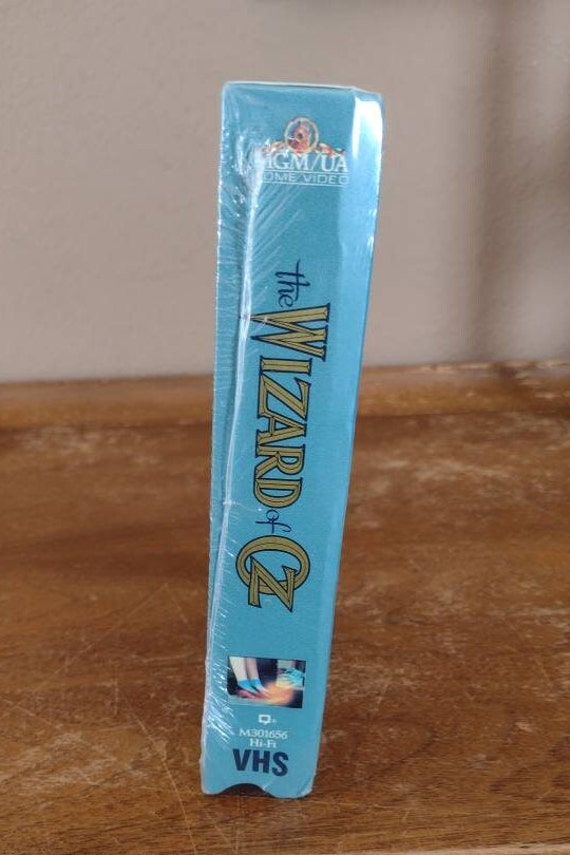 MGM/UA
HOME VIDEO
the WIZARD of OZ
M301656
Hi-Fi
VHS